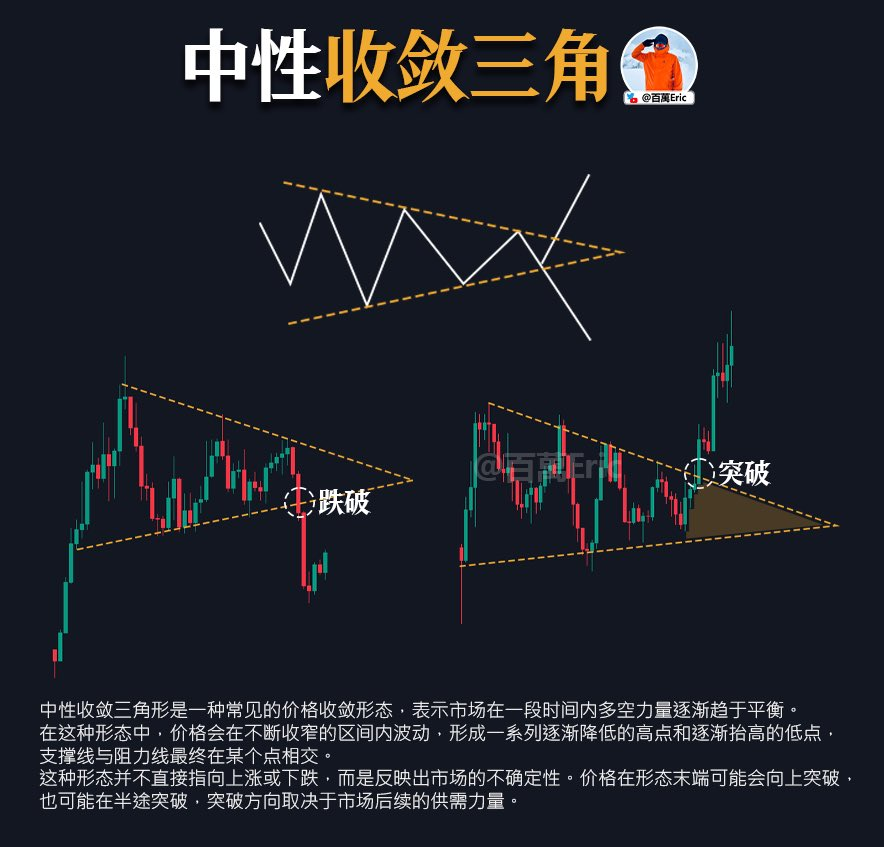 中性收敛三角
@百萬Eric
@百萬Eric
跌破
突破
中性收敛三角形是一种常见的价格收敛形态，表示市场在一段时间内多空力量逐渐趋于平衡。
在这种形态中，价格会在不断收窄的区间内波动，形成一系列逐渐降低的高点和逐渐抬高的低点，
支撑线与阻力线最终在某个点相交。
这种形态并不直接指向上涨或下跌，而是反映出市场的不确定性。价格在形态末端可能会向上突破，
也可能在半途突破，突破方向取决于市场后续的供需力量。